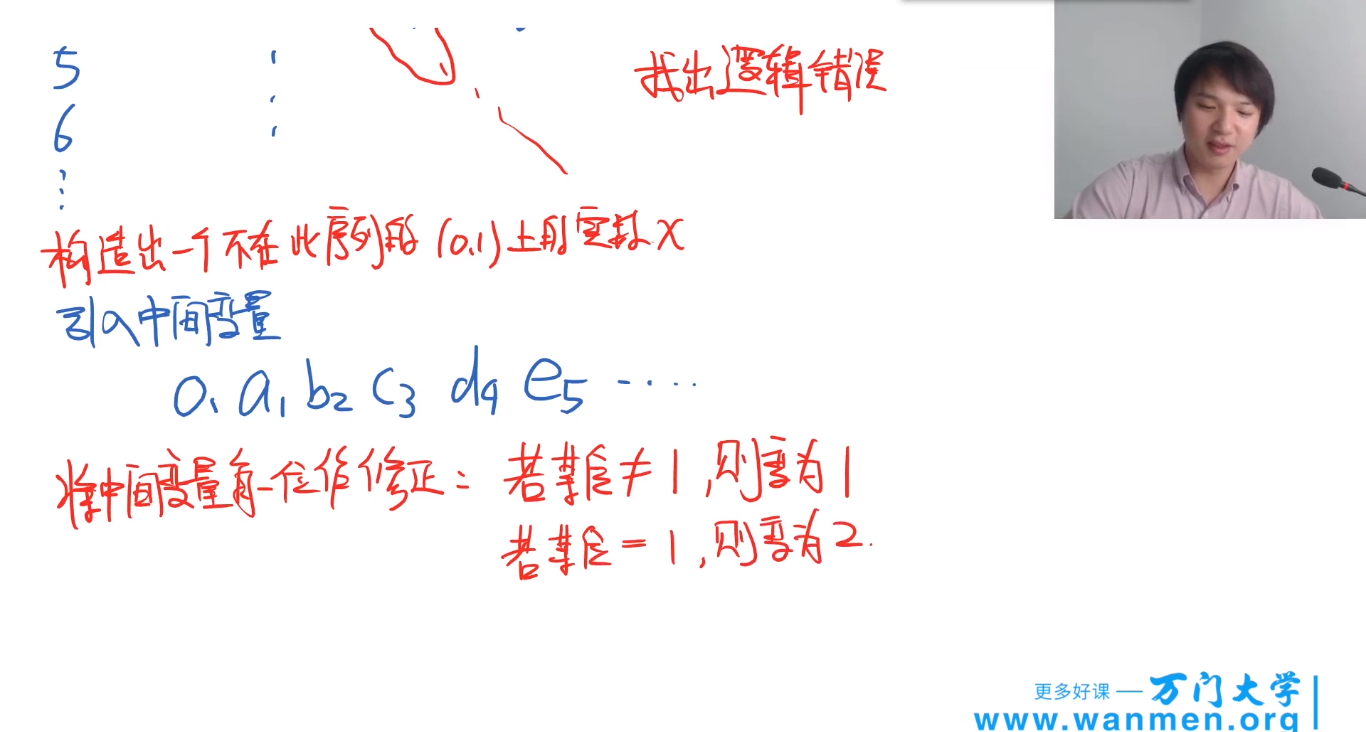 5
找出逻辑错误
6
⋮
构造出一个不在此序列的(0,1)上的实数x
引入中间变量
0.a₁b₂c₃d₄e₅·····
将中间变量每一位作修正:若某位≠1,则变为1
若某位=1,则变为2.
更多好课——万门大学
www.wanmen.org